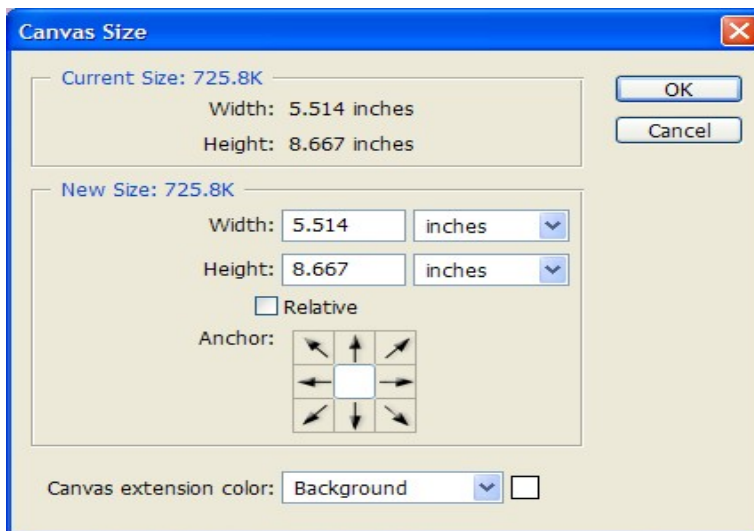 Canvas Size
Current Size: 725.8K
Width: 5.514 inches
Height: 8.667 inches
OK
Cancel
New Size: 725.8K
Width: 5.514 inches
Height: 8.667 inches
Relative
Anchor:
Canvas extension color: Background